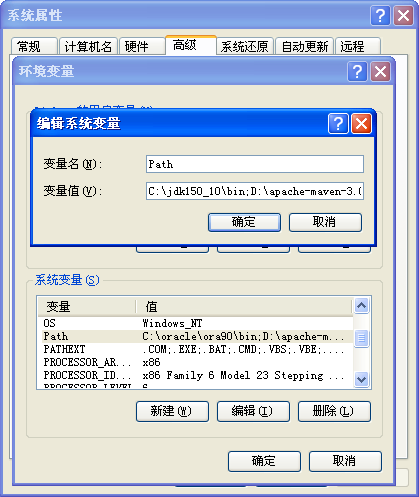 系统属性
常规 计算机名 硬件 高级 系统还原 自动更新 远程
环境变量
编辑系统变量
变量名(N): Path
变量值(V): C:\jdk150_10\bin;D:\apache-maven-3.(
确定 取消
系统变量(S)
变量 值
OS Windows_NT
Path C:\oracle\ora90\bin;D:\apache-m...
PATHEXT .COM;.EXE;.BAT;.CMD;.VBS;.VBE;....
PROCESSOR_AR... x86
PROCESSOR_ID... x86 Family 6 Model 23 Stepping ...
PROCESSOR_LEVEL 6
新建(W) 编辑(I) 删除(L)
确定 取消